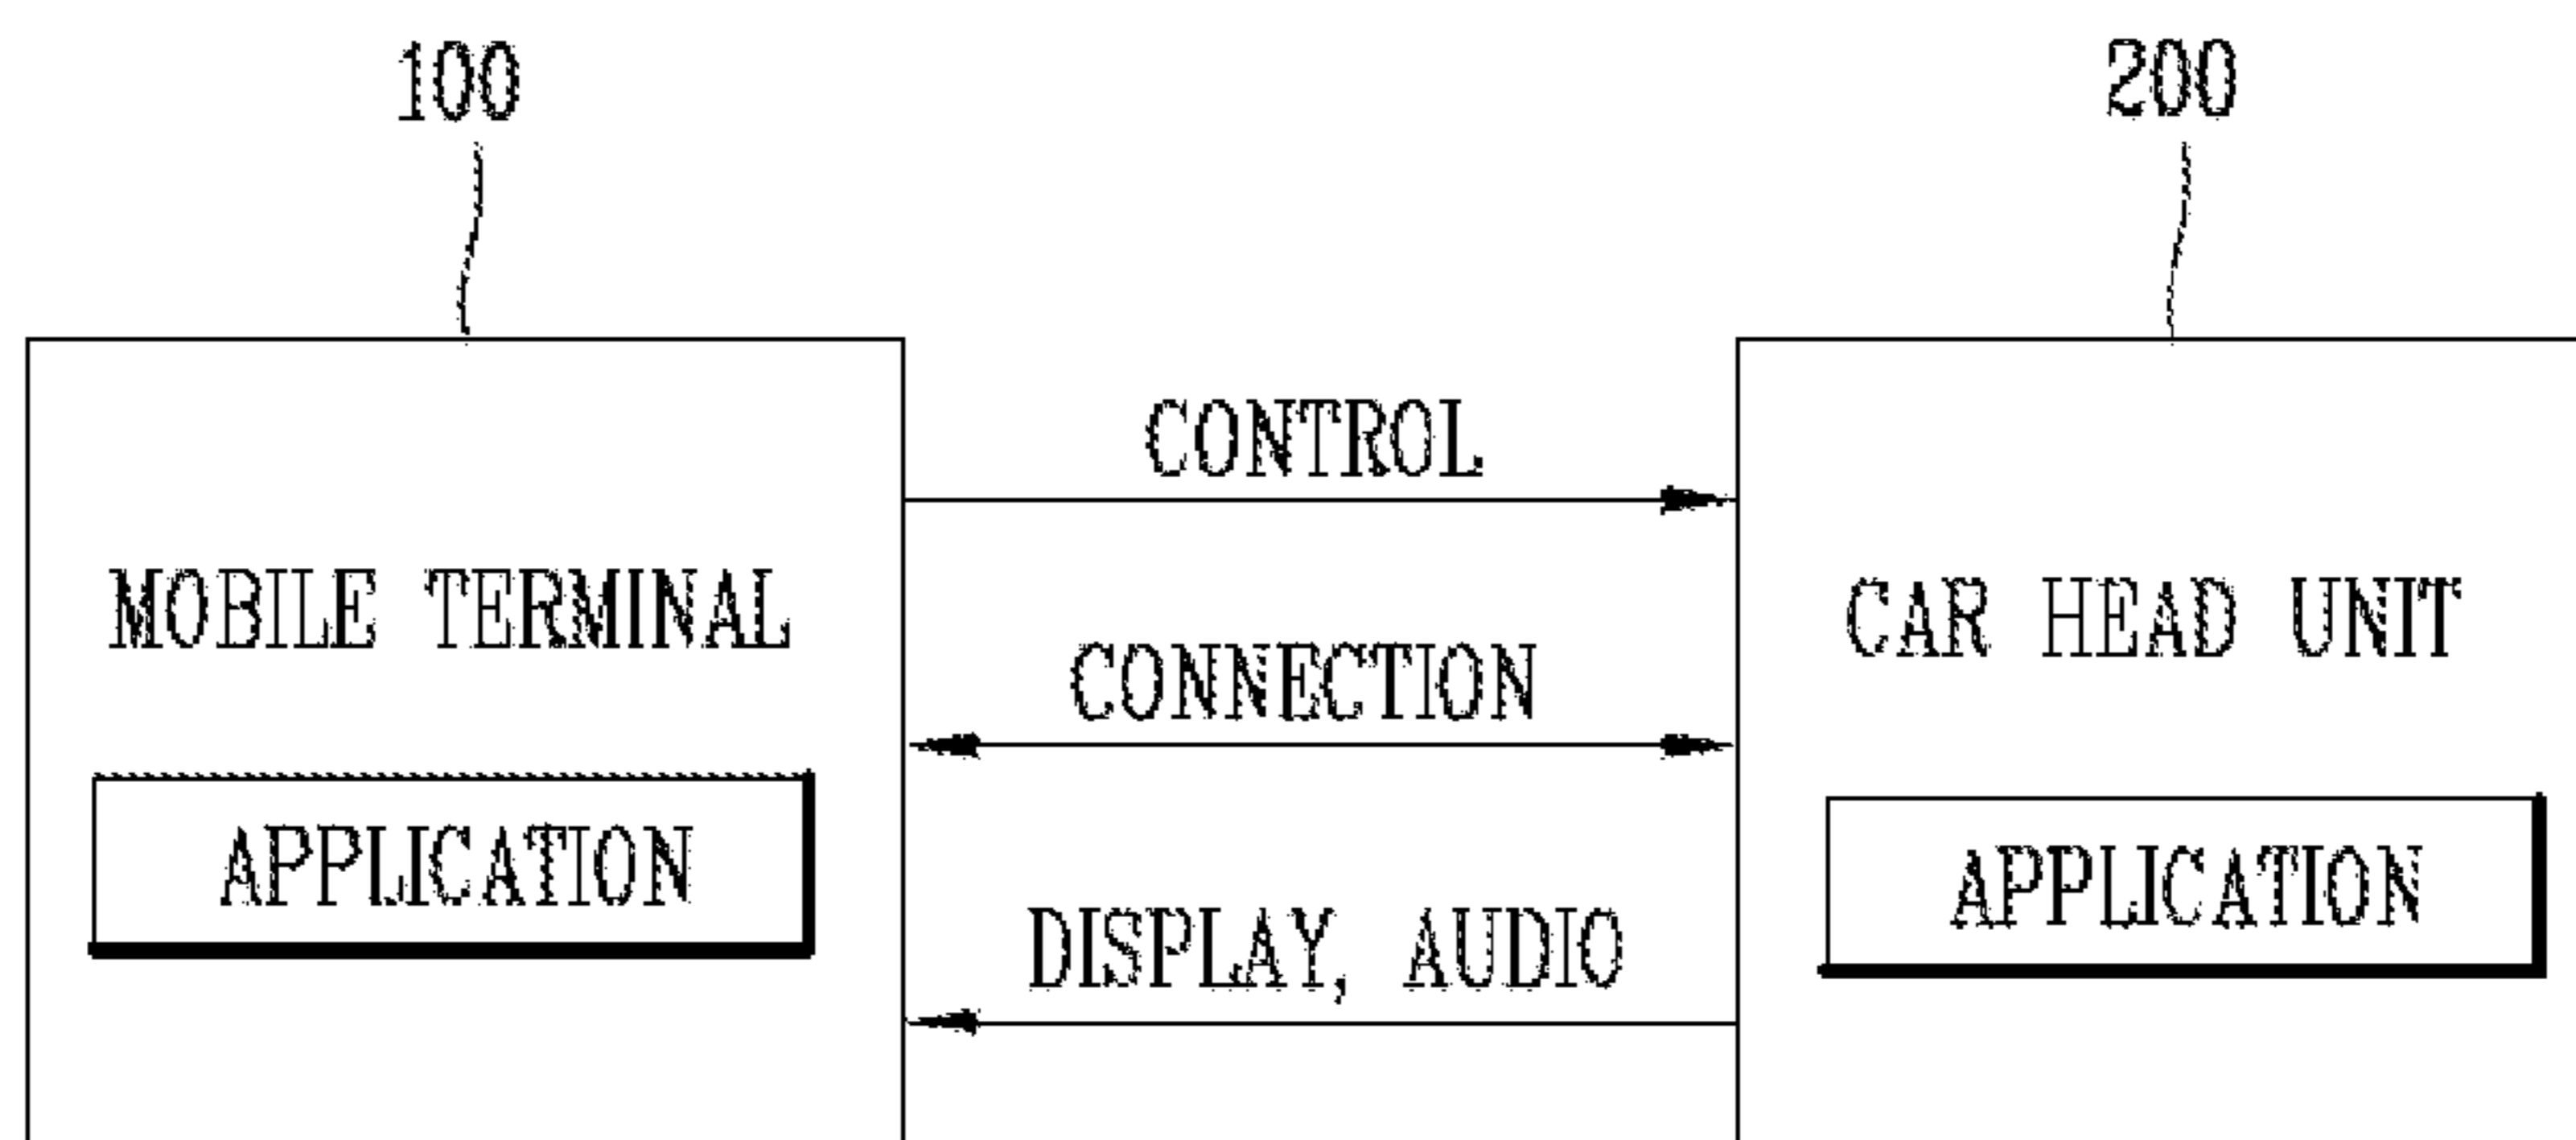 100
200
CONTROL
MOBILE TERMINAL
CAR HEAD UNIT
CONNECTION
APPLICATION
APPLICATION
DISPLAY, AUDIO